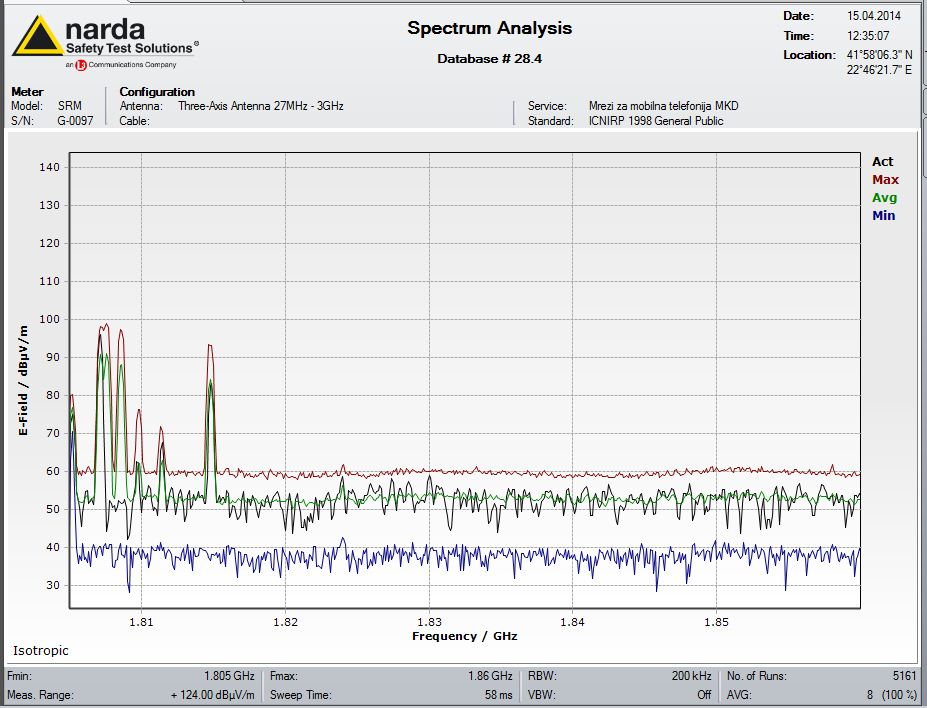 narda
Safety Test Solutions®
an L3 Communications Company
Spectrum Analysis
Database # 28.4
Date: 15.04.2014
Time: 12:35:07
Location: 41°58'06.3" N
22°46'21.7" E
Meter
Model: SRM
S/N: G-0097
Configuration
Antenna: Three-Axis Antenna 27MHz - 3GHz
Cable:
Service: Mrezi za mobilna telefonija MKD
Standard: ICNIRP 1998 General Public
140
130
120
110
100
90
80
70
60
50
40
30
E-Field / dBµV/m
Act
Max
Avg
Min
1.81 1.82 1.83 1.84 1.85
Frequency / GHz
Isotropic
Fmin: 1.805 GHz Fmax: 1.86 GHz RBW: 200 kHz No. of Runs: 5161
Meas. Range: + 124.00 dBµV/m Sweep Time: 58 ms VBW: Off AVG: 8 (100 %)